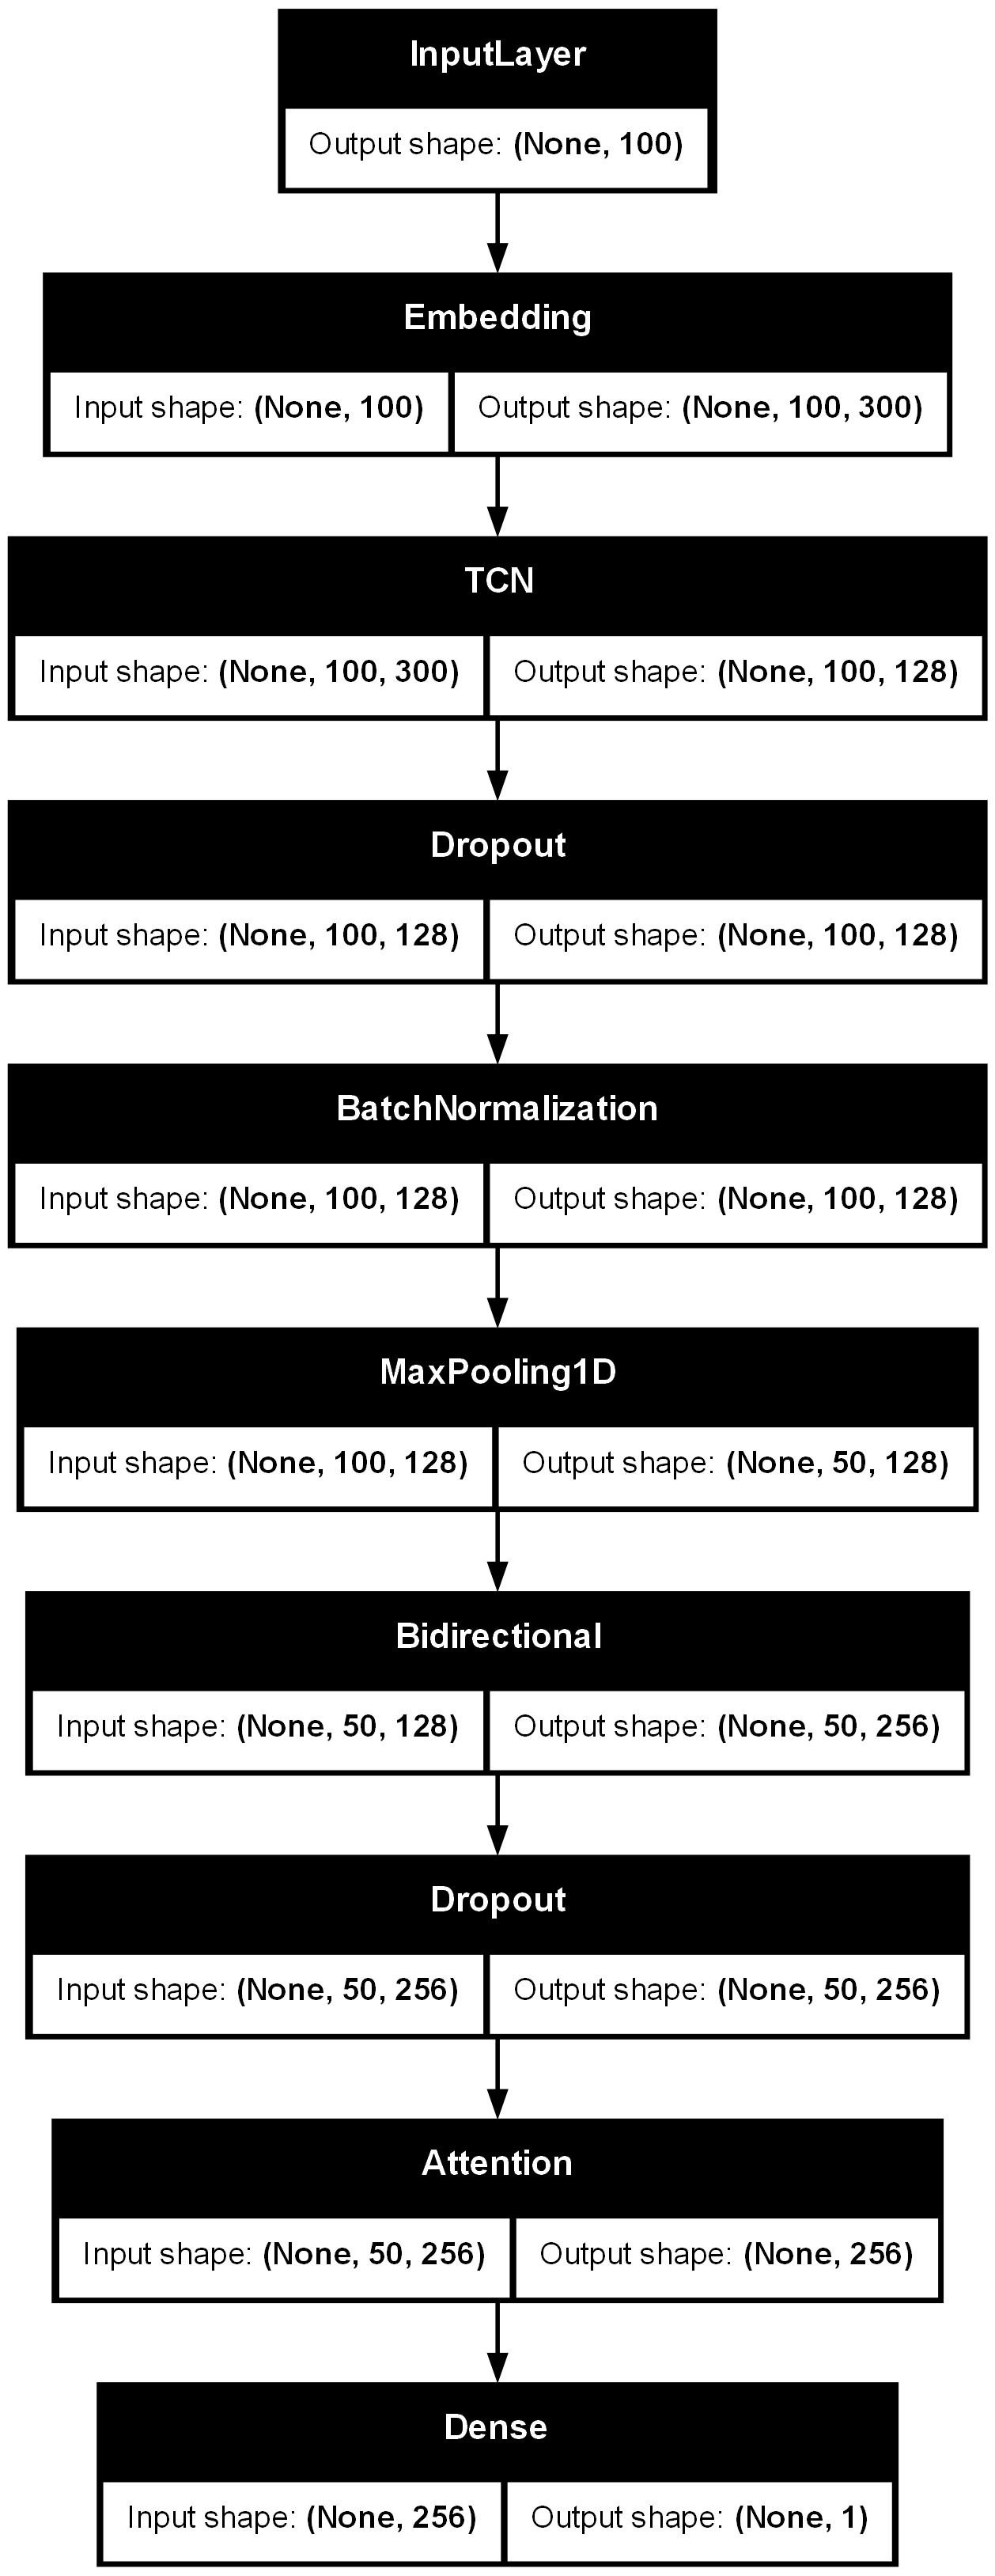 InputLayer
Output shape: (None, 100)
Embedding
Input shape: (None, 100) Output shape: (None, 100, 300)
TCN
Input shape: (None, 100, 300) Output shape: (None, 100, 128)
Dropout
Input shape: (None, 100, 128) Output shape: (None, 100, 128)
BatchNormalization
Input shape: (None, 100, 128) Output shape: (None, 100, 128)
MaxPooling1D
Input shape: (None, 100, 128) Output shape: (None, 50, 128)
Bidirectional
Input shape: (None, 50, 128) Output shape: (None, 50, 256)
Dropout
Input shape: (None, 50, 256) Output shape: (None, 50, 256)
Attention
Input shape: (None, 50, 256) Output shape: (None, 256)
Dense
Input shape: (None, 256) Output shape: (None, 1)